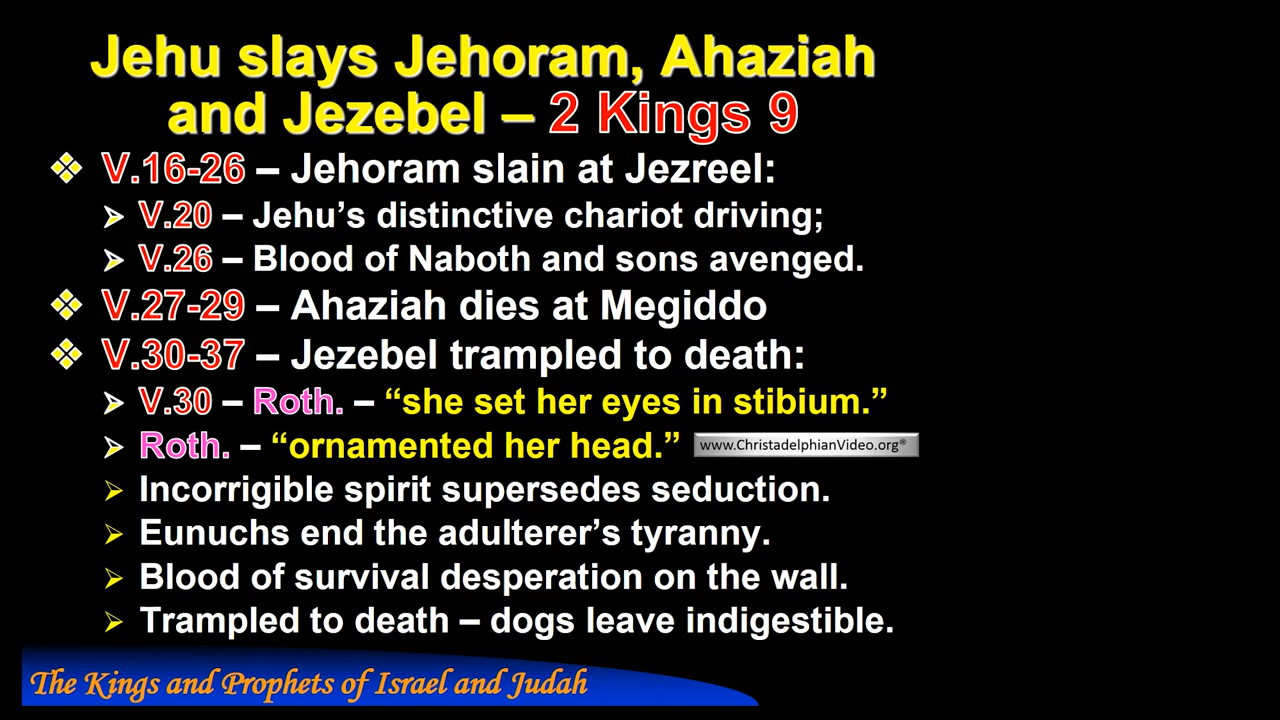 Jehu slays Jehoram, Ahaziah
and Jezebel – 2 Kings 9
❖ V.16-26 – Jehoram slain at Jezreel:
➢ V.20 – Jehu’s distinctive chariot driving;
➢ V.26 – Blood of Naboth and sons avenged.
❖ V.27-29 – Ahaziah dies at Megiddo
❖ V.30-37 – Jezebel trampled to death:
➢ V.30 – Roth. – “she set her eyes in stibium.”
➢ Roth. – “ornamented her head.” www.ChristadelphianVideo.org®
➢ Incorrigible spirit supersedes seduction.
➢ Eunuchs end the adulterer’s tyranny.
➢ Blood of survival desperation on the wall.
➢ Trampled to death – dogs leave indigestible.
The Kings and Prophets of Israel and Judah